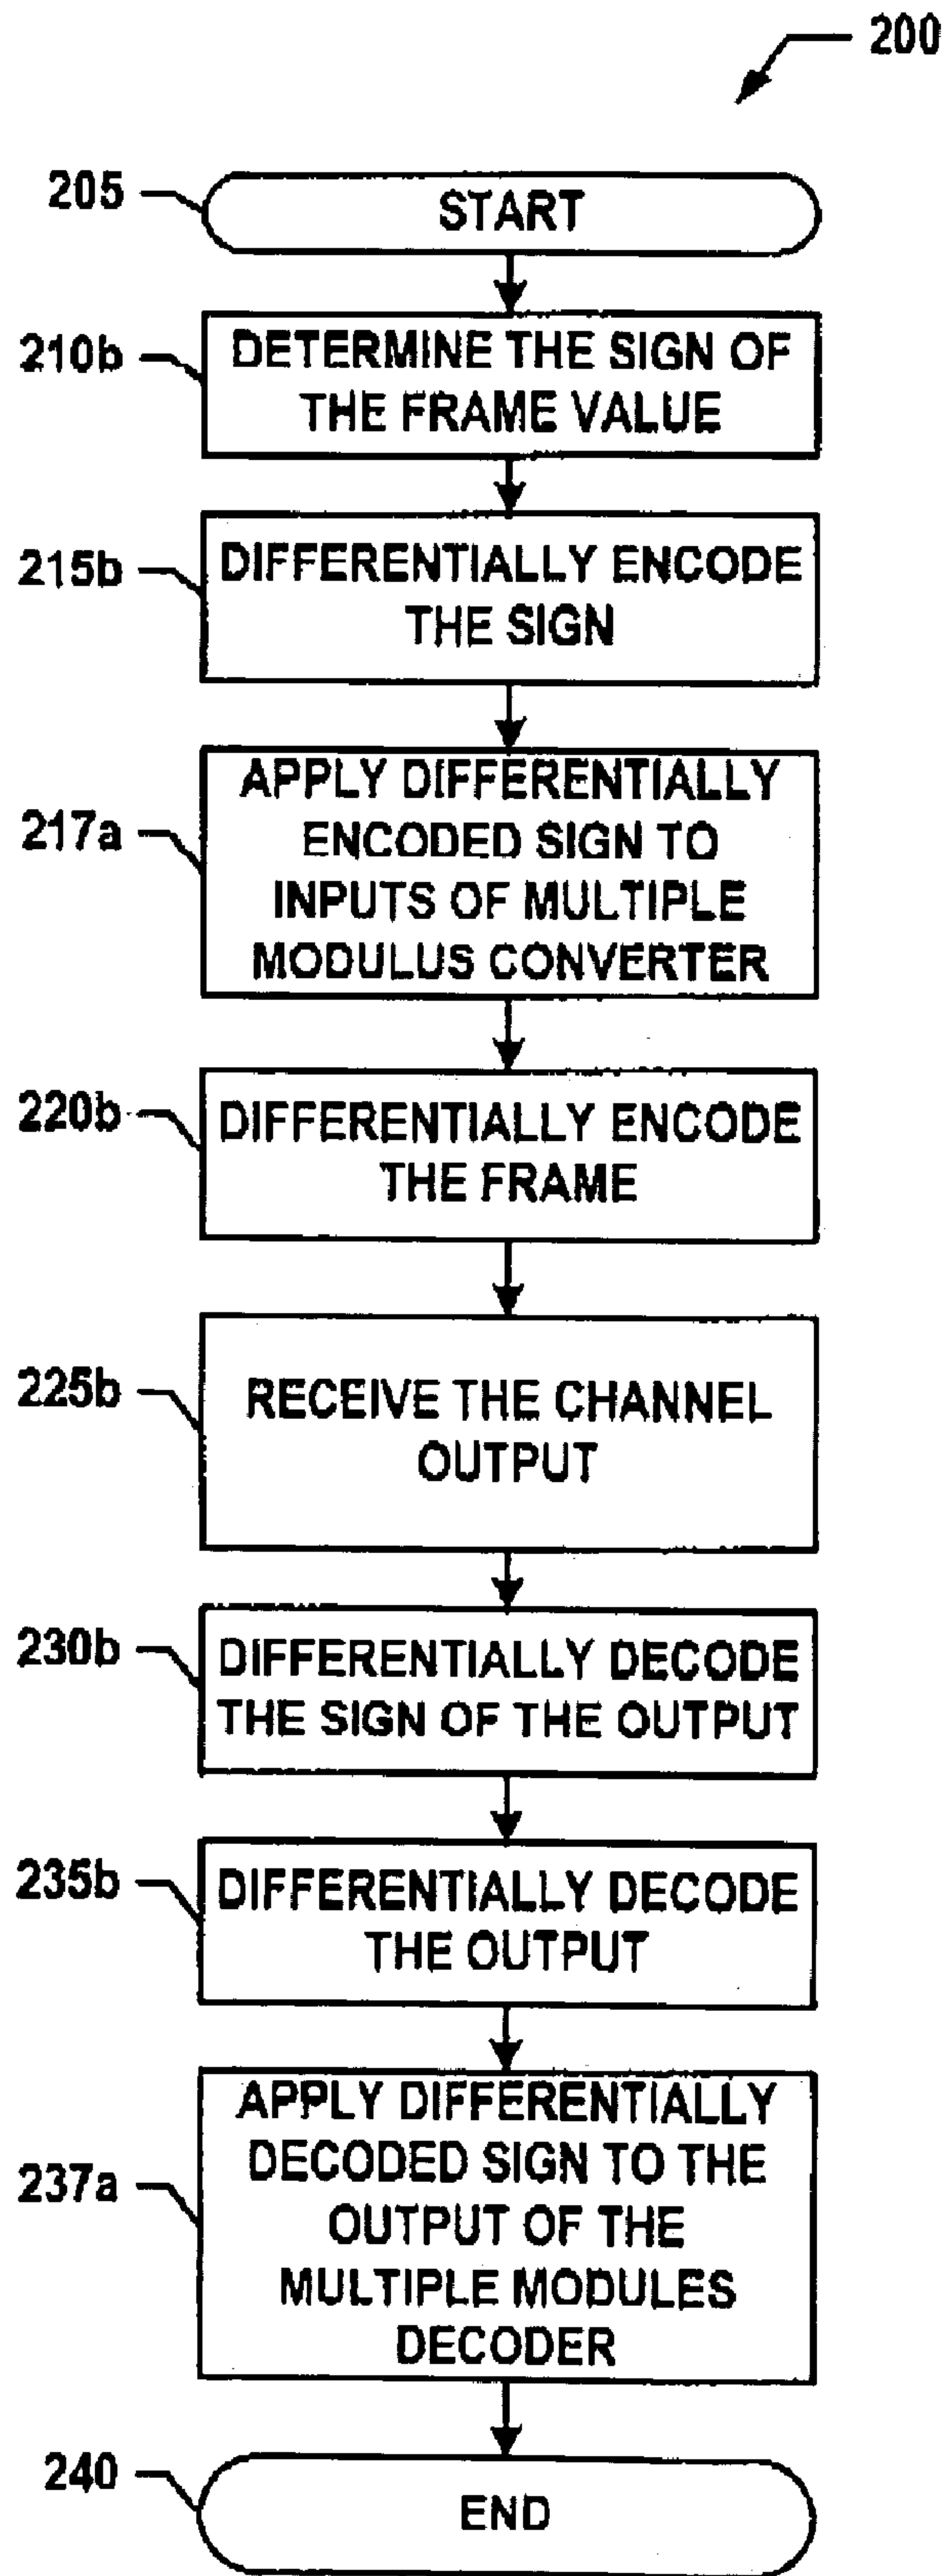 200
205
START
210b
DETERMINE THE SIGN OF
THE FRAME VALUE
215b
DIFFERENTIALLY ENCODE
THE SIGN
217a
APPLY DIFFERENTIALLY
ENCODED SIGN TO
INPUTS OF MULTIPLE
MODULUS CONVERTER
220b
DIFFERENTIALLY ENCODE
THE FRAME
225b
RECEIVE THE CHANNEL
OUTPUT
230b
DIFFERENTIALLY DECODE
THE SIGN OF THE OUTPUT
235b
DIFFERENTIALLY DECODE
THE OUTPUT
237a
APPLY DIFFERENTIALLY
DECODED SIGN TO THE
OUTPUT OF THE
MULTIPLE MODULES
DECODER
240
END